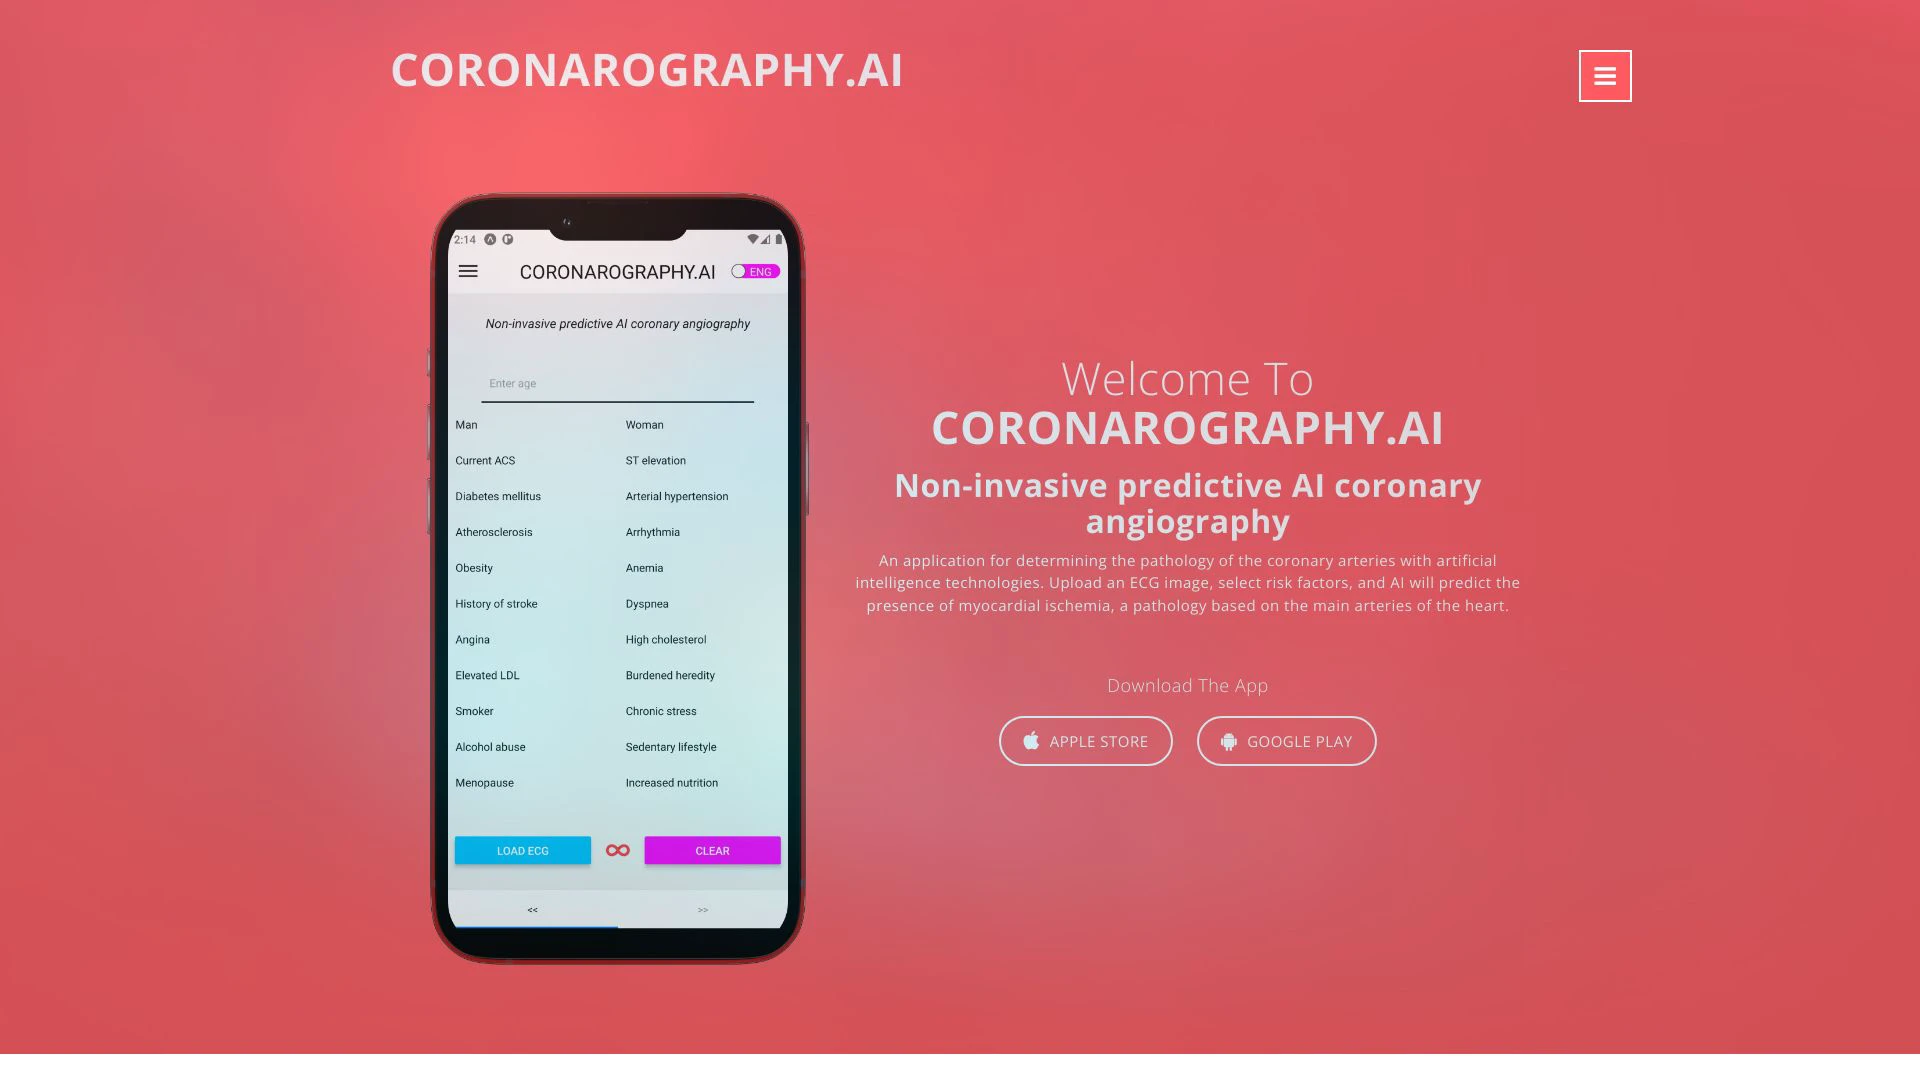 CORONAROGRAPHY.AI
2:14
CORONAROGRAPHY.AI
ENG
Non-invasive predictive AI coronary angiography
Enter age
Man
Woman
Current ACS
ST elevation
Diabetes mellitus
Arterial hypertension
Atherosclerosis
Arrhythmia
Obesity
Anemia
History of stroke
Dyspnea
Angina
High cholesterol
Elevated LDL
Burdened heredity
Smoker
Chronic stress
Alcohol abuse
Sedentary lifestyle
Menopause
Increased nutrition
LOAD ECG
CLEAR
<<
>>
Welcome To
CORONAROGRAPHY.AI
Non-invasive predictive AI coronary
angiography
An application for determining the pathology of the coronary arteries with artificial
intelligence technologies. Upload an ECG image, select risk factors, and AI will predict the
presence of myocardial ischemia, a pathology based on the main arteries of the heart.
Download The App
APPLE STORE
GOOGLE PLAY